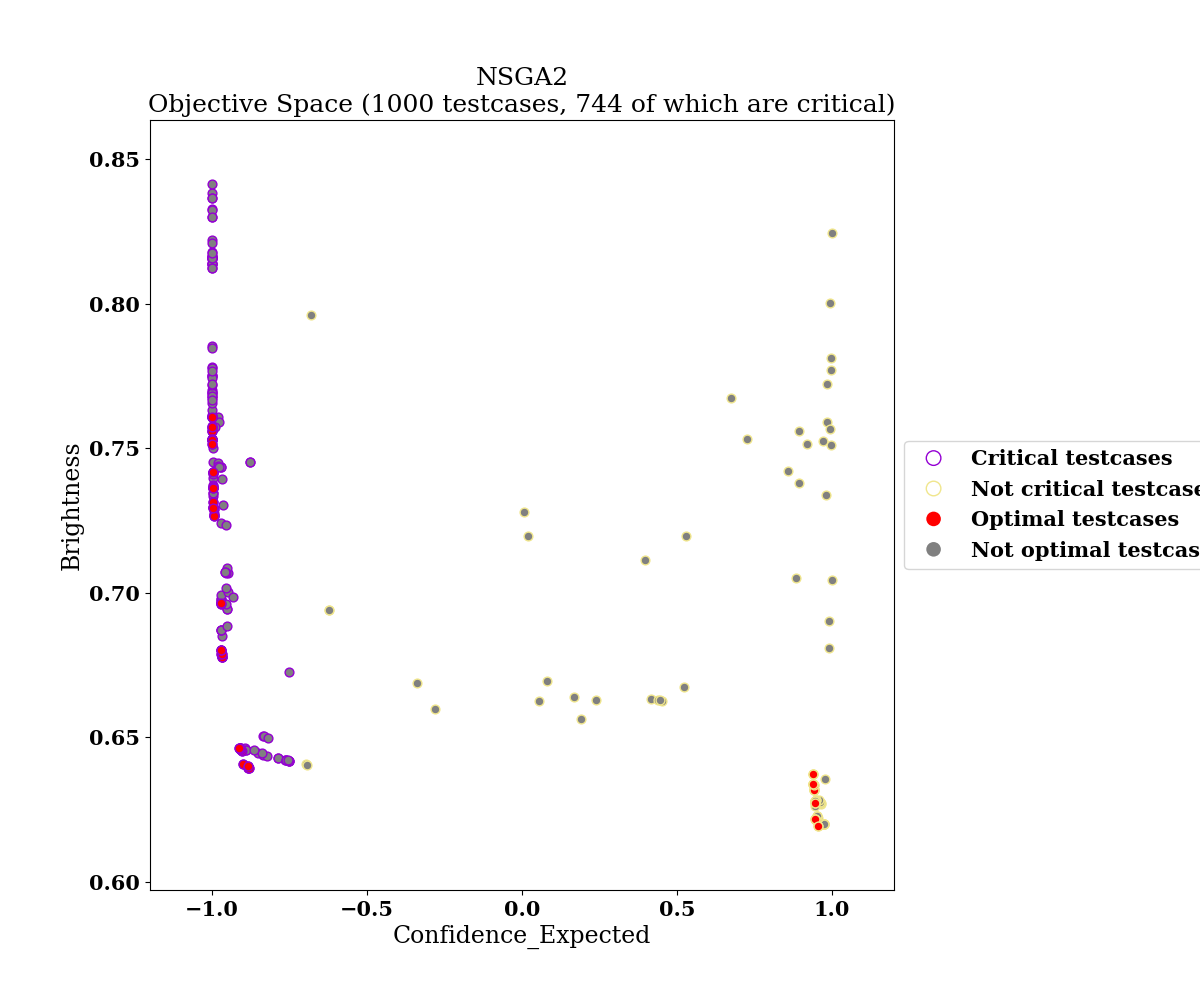 NSGA2
Objective Space (1000 testcases, 744 of which are critical)
0.85
0.80
0.75
0.70
0.65
0.60
Brightness
−1.0
−0.5
0.0
0.5
1.0
Confidence_Expected
Critical testcases
Not critical testcase
Optimal testcases
Not optimal testcas